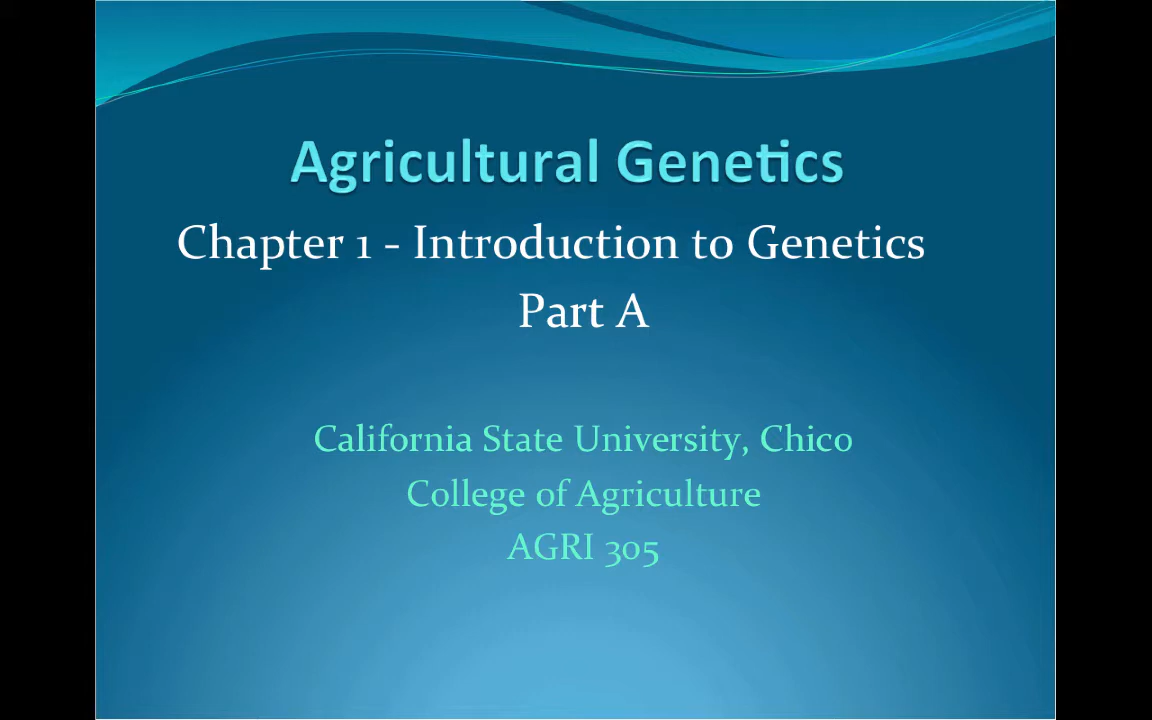 Agricultural Genetics
Chapter 1 - Introduction to Genetics
Part A
California State University, Chico
College of Agriculture
AGRI 305